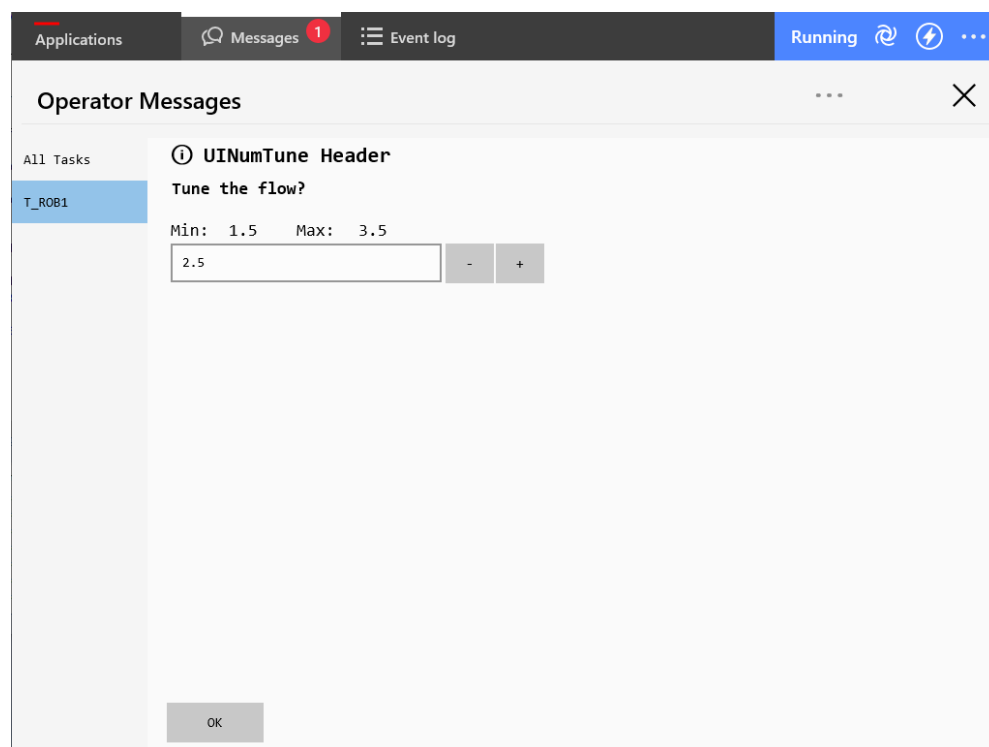 Applications Messages 1 Event log Running
Operator Messages
All Tasks
T_ROB1
UINumTune Header
Tune the flow?
Min: 1.5 Max: 3.5
2.5 - +
OK